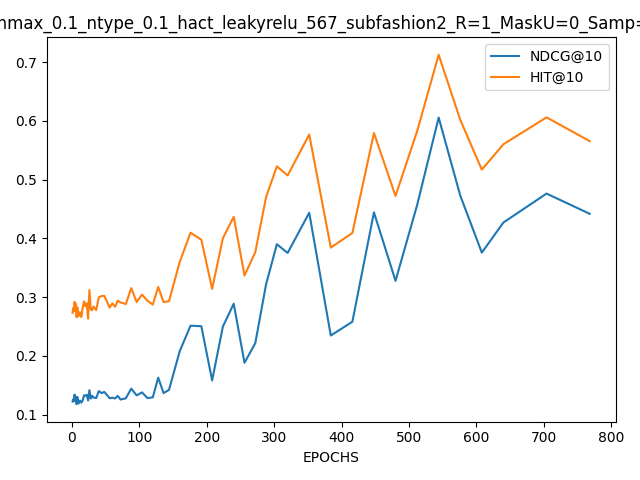 nmax_0.1_ntype_0.1_hact_leakyrelu_567_subfashion2_R=1_MaskU=0_Samp=
NDCG@10
HIT@10
0.7
0.6
0.5
0.4
0.3
0.2
0.1
0 100 200 300 400 500 600 700 800
EPOCHS